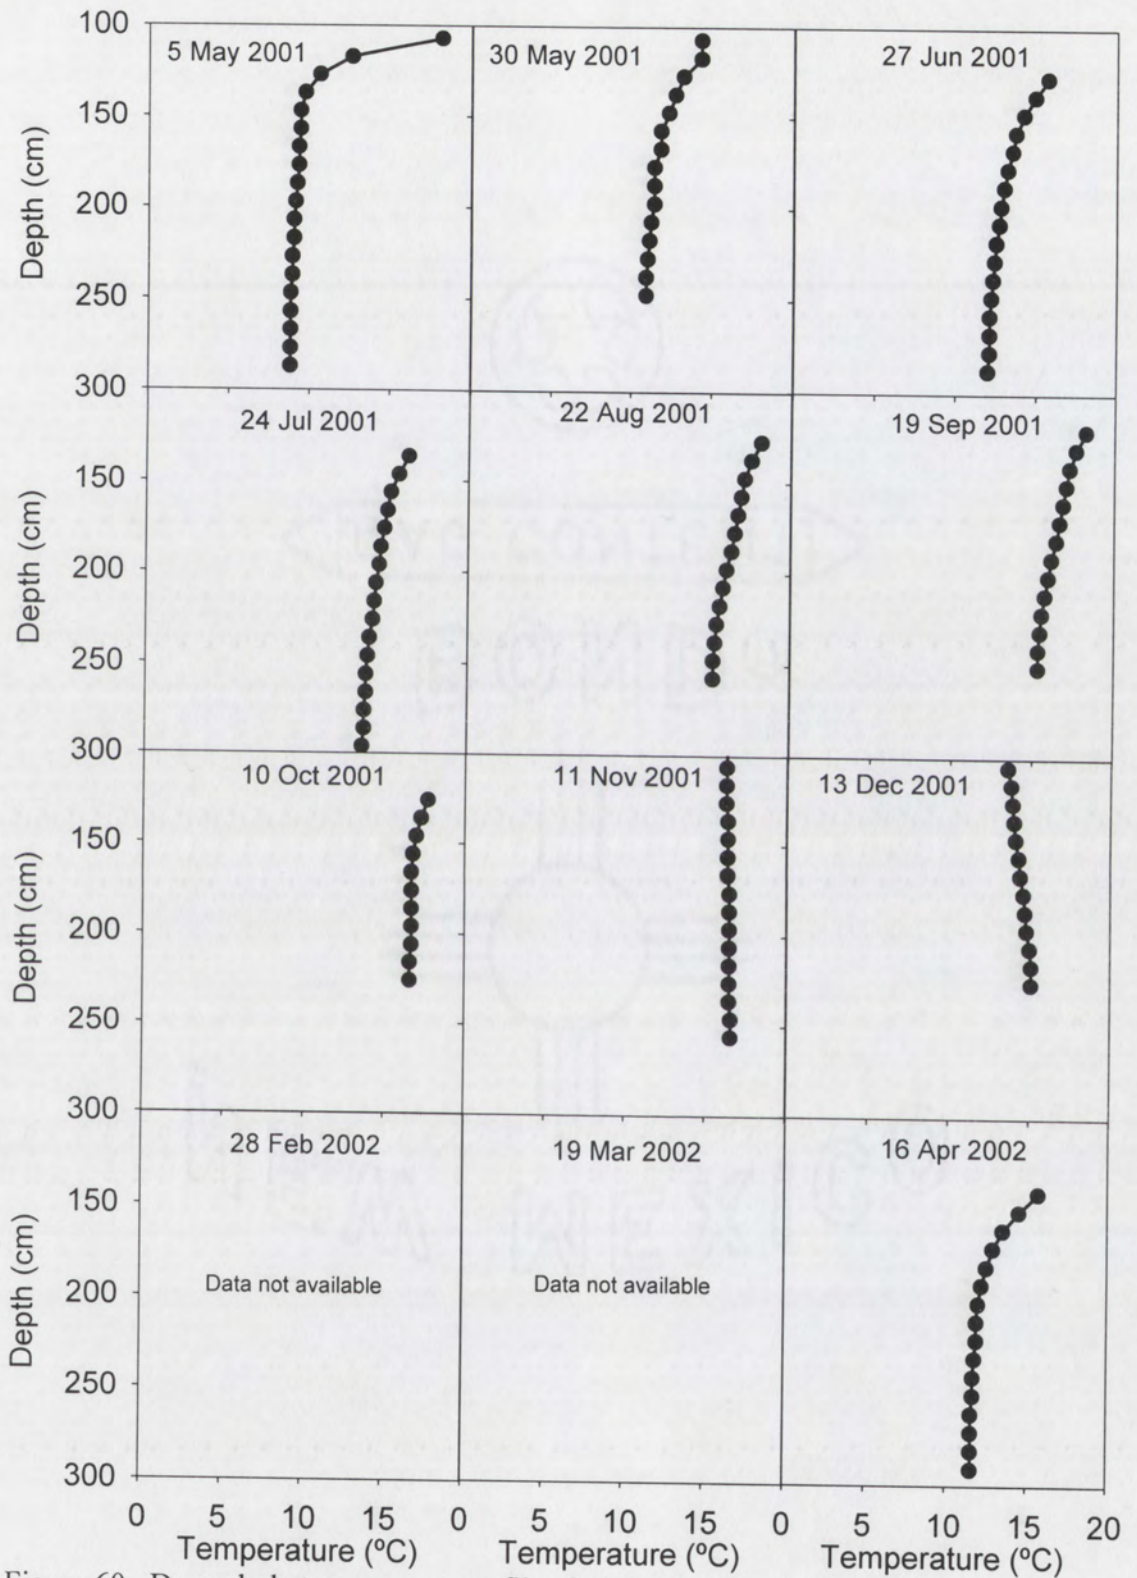 100
5 May 2001
30 May 2001
27 Jun 2001
150
200
250
300
Depth (cm)
24 Jul 2001
22 Aug 2001
19 Sep 2001
150
200
250
300
Depth (cm)
10 Oct 2001
11 Nov 2001
13 Dec 2001
150
200
250
300
Depth (cm)
28 Feb 2002
19 Mar 2002
16 Apr 2002
150
200
250
300
Depth (cm)
Data not available
Data not available
0 5 10 15 0 5 10 15 0 5 10 15 20
Temperature (ºC) Temperature (ºC) Temperature (ºC)